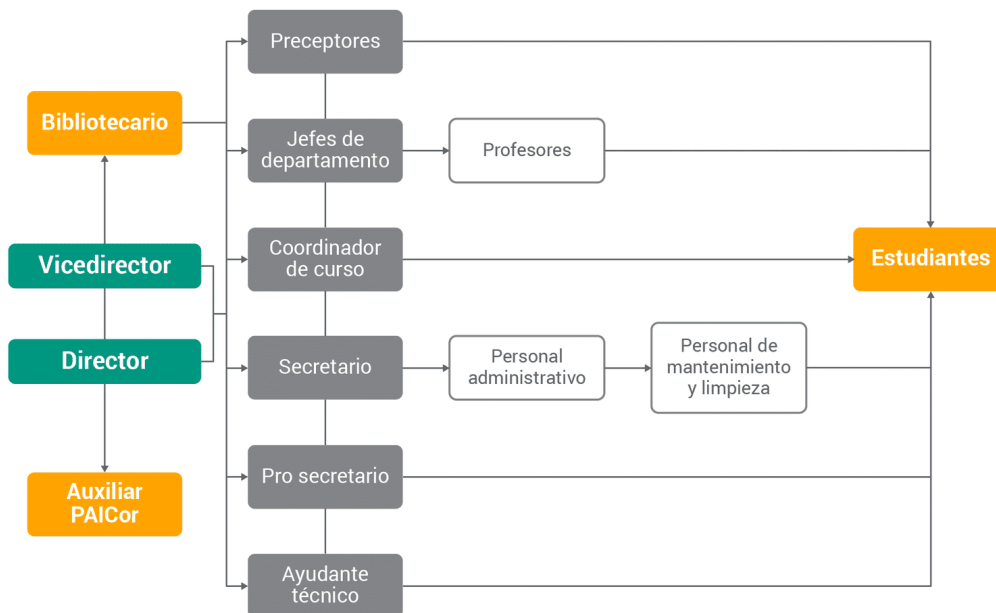 Preceptores
Bibliotecario
Jefes de
departamento
Profesores
Vicedirector
Coordinador
de curso
Estudiantes
Director
Secretario
Personal
administrativo
Personal de
mantenimiento
y limpieza
Auxiliar
PAICor
Pro secretario
Ayudante
técnico